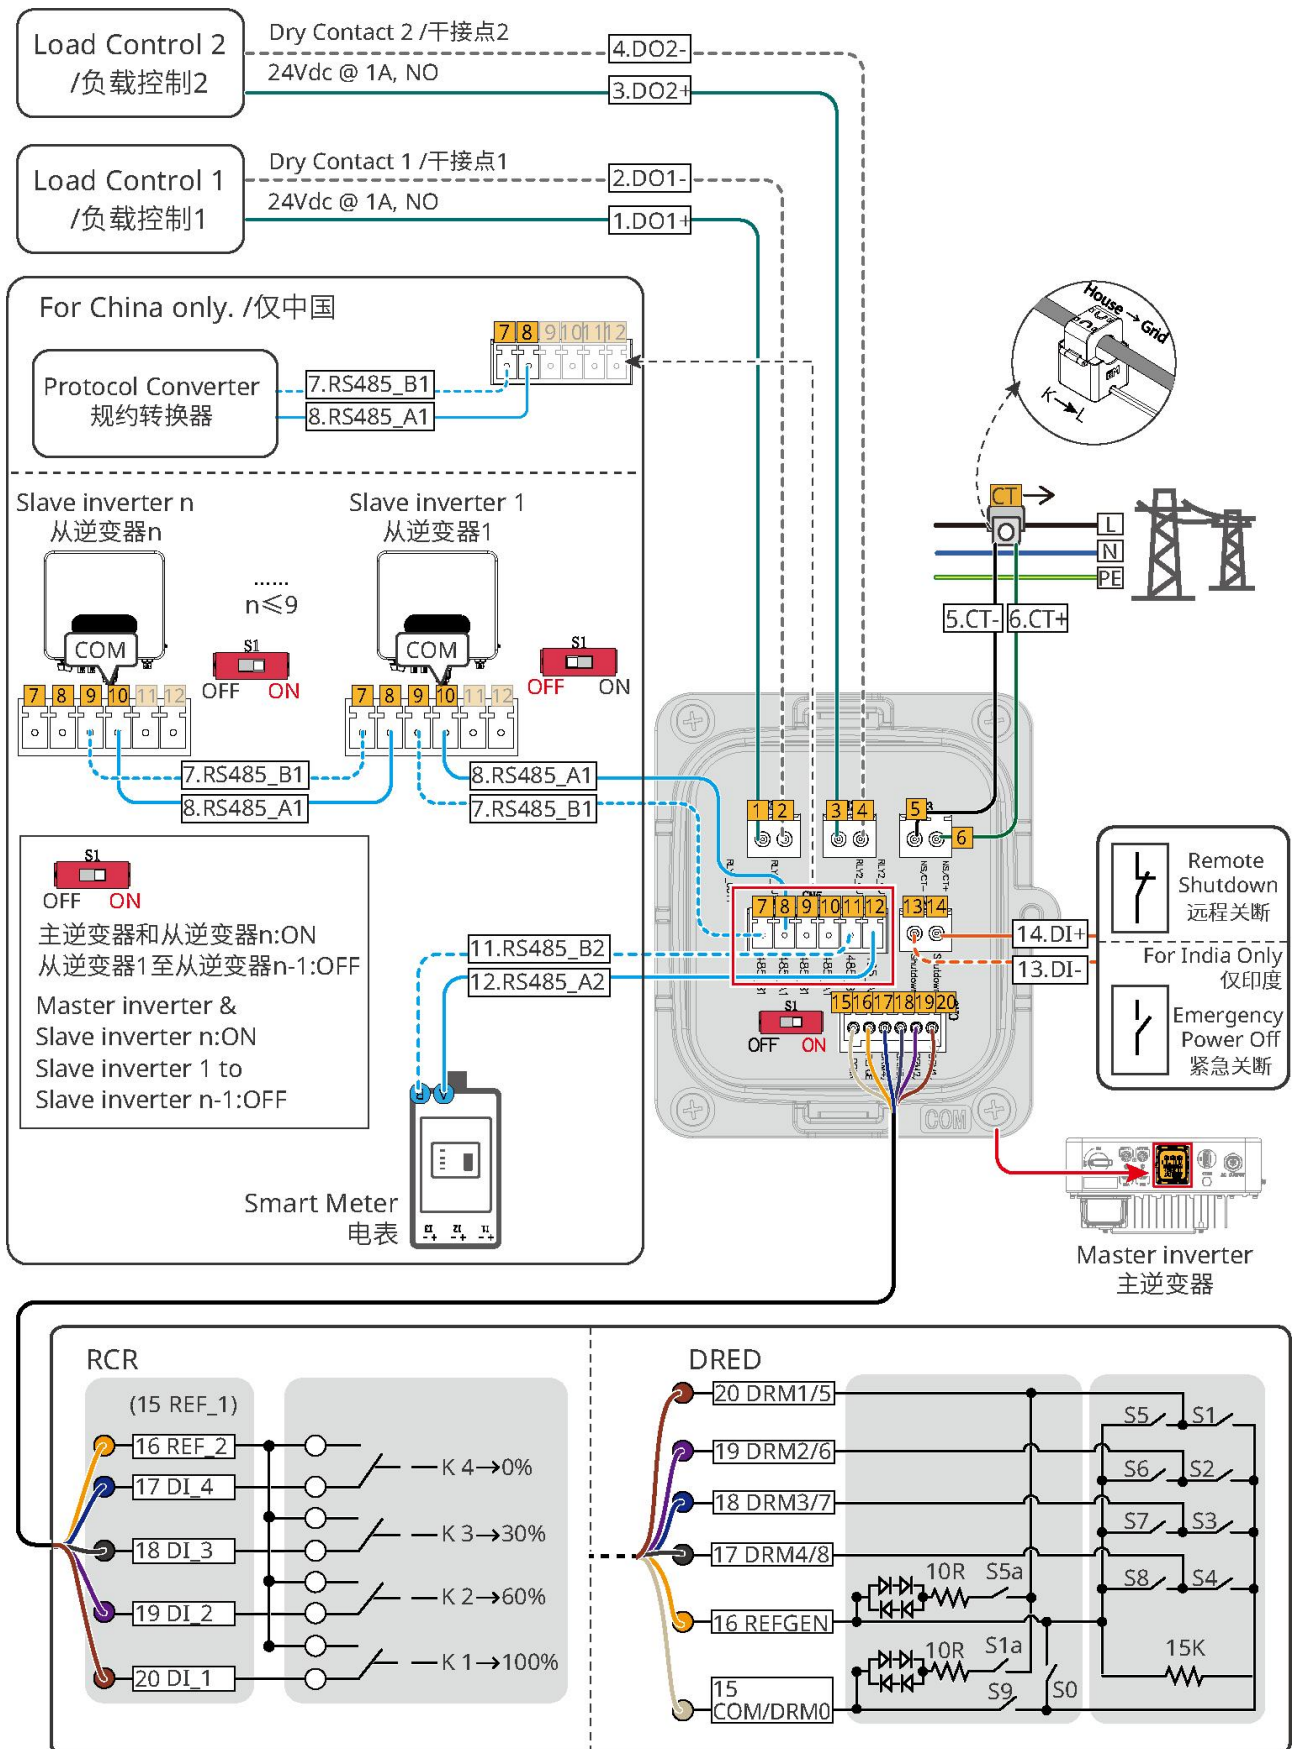 Load Control 2
/负载控制2
Dry Contact 2 /干接点2
24Vdc @ 1A, NO
4.DO2-
3.DO2+
Load Control 1
/负载控制1
Dry Contact 1 /干接点1
24Vdc @ 1A, NO
2.DO1-
1.DO1+
For China only. /仅中国
7 8 9 10 11 12
Protocol Converter
规约转换器
7.RS485_B1
8.RS485_A1
House → Grid
K→L
CT
L
N
PE
5.CT-
6.CT+
Slave inverter n
从逆变器n
Slave inverter 1
从逆变器1
......
n≤9
COM
S1
OFF ON
COM
S1
OFF ON
7 8 9 10 11 12
7 8 9 10 11 12
7.RS485_B1
8.RS485_A1
8.RS485_A1
7.RS485_B1
S1
OFF ON
主逆变器和从逆变器n:ON
从逆变器1至从逆变器n-1:OFF
Master inverter &
Slave inverter n:ON
Slave inverter 1 to
Slave inverter n-1:OFF
11.RS485_B2
12.RS485_A2
B A
Smart Meter
电表
1 2
3 4
5
6
NS/CT-
NS/CT+
7 8 9 10 11 12
13 14
15 16 17 18 19 20
S1
OFF ON
COM
14.DI+
13.DI-
Remote
Shutdown
远程关断
For India Only
仅印度
Emergency
Power Off
紧急关断
Master inverter
主逆变器
RCR
(15 REF_1)
16 REF_2
17 DI_4
18 DI_3
19 DI_2
20 DI_1
K 4→0%
K 3→30%
K 2→60%
K 1→100%
DRED
20 DRM1/5
19 DRM2/6
18 DRM3/7
17 DRM4/8
16 REFGEN
15
COM/DRM0
10R S5a
10R S1a
S9 S0
S5 S1
S6 S2
S7 S3
S8 S4
15K